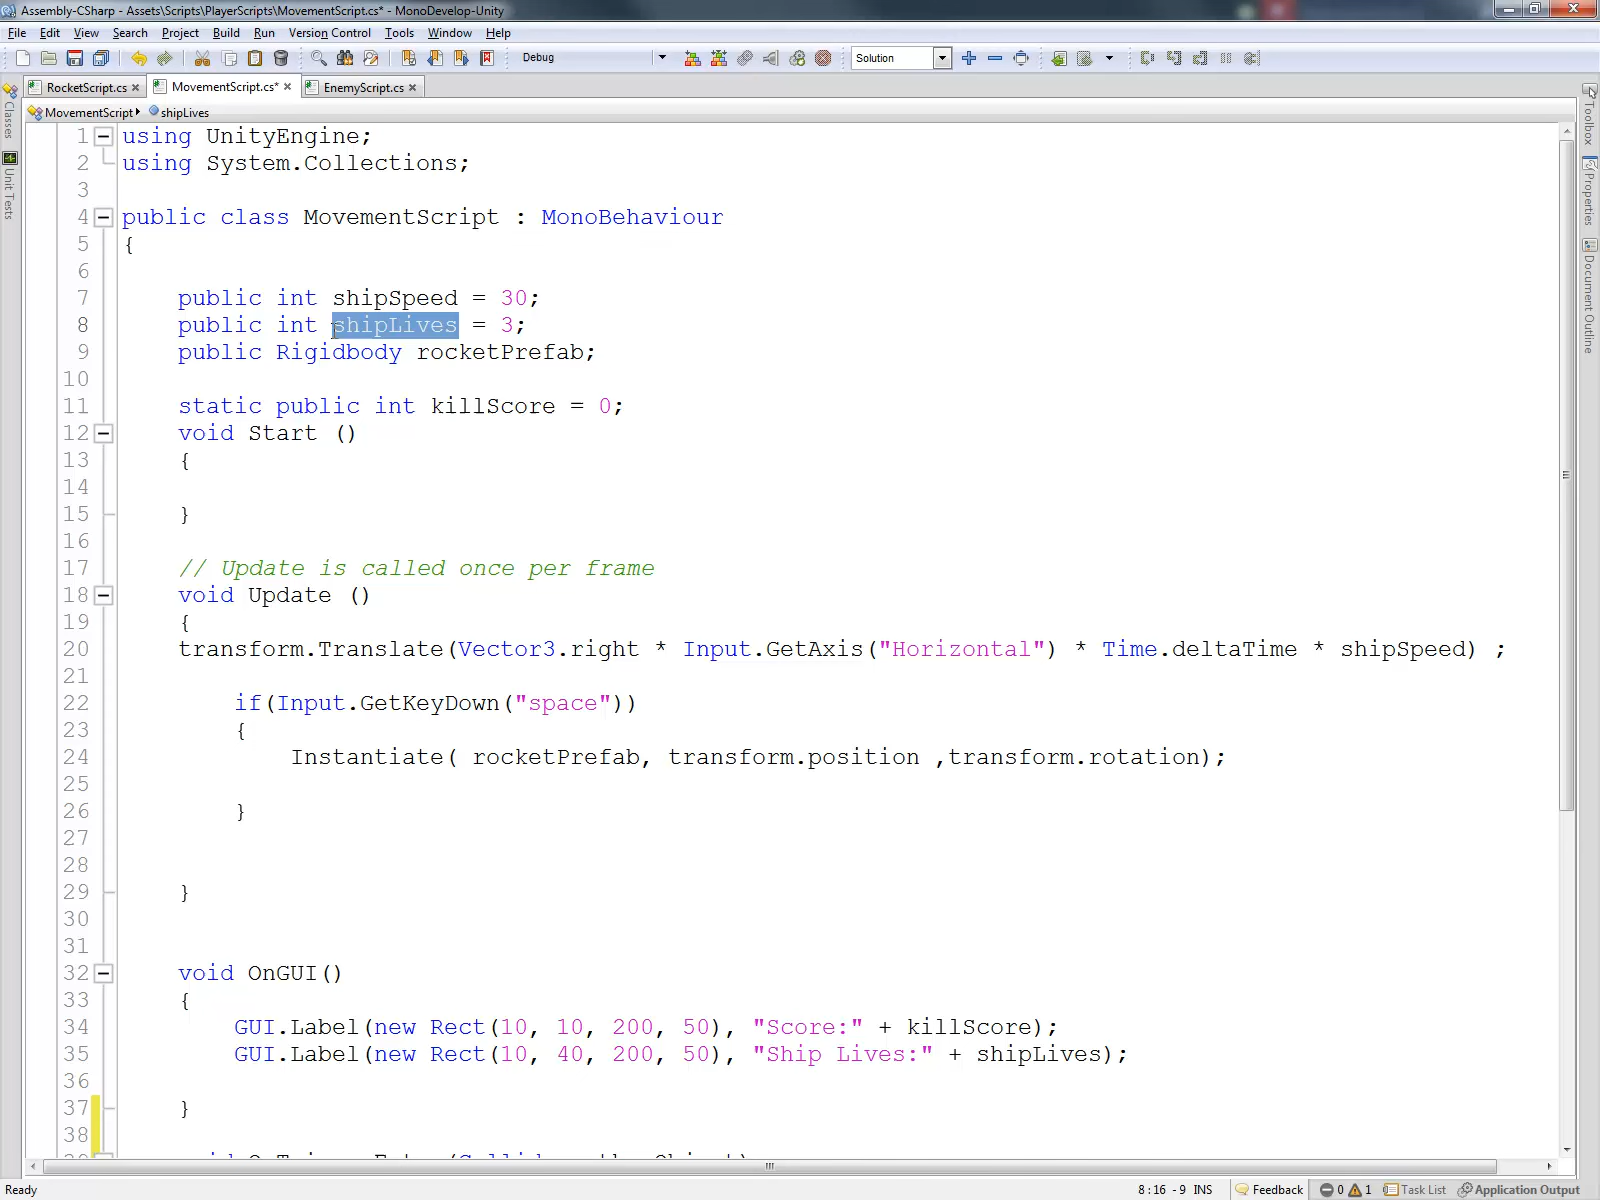 Assembly-CSharp - Assets\Scripts\PlayerScripts\MovementScript.cs* - MonoDevelop-Unity
File Edit View Search Project Build Run Version Control Tools Window Help
Debug Solution
RocketScript.cs MovementScript.cs* EnemyScript.cs
MovementScript shipLives
Classes
Unit Tests
Toolbox
Properties
Document Outline
1 using UnityEngine;
2 using System.Collections;
3
4 public class MovementScript : MonoBehaviour
5 {
6
7 public int shipSpeed = 30;
8 public int shipLives = 3;
9 public Rigidbody rocketPrefab;
10
11 static public int killScore = 0;
12 void Start ()
13 {
14
15 }
16
17 // Update is called once per frame
18 void Update ()
19 {
20 transform.Translate(Vector3.right * Input.GetAxis("Horizontal") * Time.deltaTime * shipSpeed) ;
21
22 if(Input.GetKeyDown("space"))
23 {
24 Instantiate( rocketPrefab, transform.position ,transform.rotation);
25
26 }
27
28
29 }
30
31
32 void OnGUI()
33 {
34 GUI.Label(new Rect(10, 10, 200, 50), "Score:" + killScore);
35 GUI.Label(new Rect(10, 40, 200, 50), "Ship Lives:" + shipLives);
36
37 }
38
Ready 8 : 16 - 9 INS Feedback 0 1 Task List Application Output